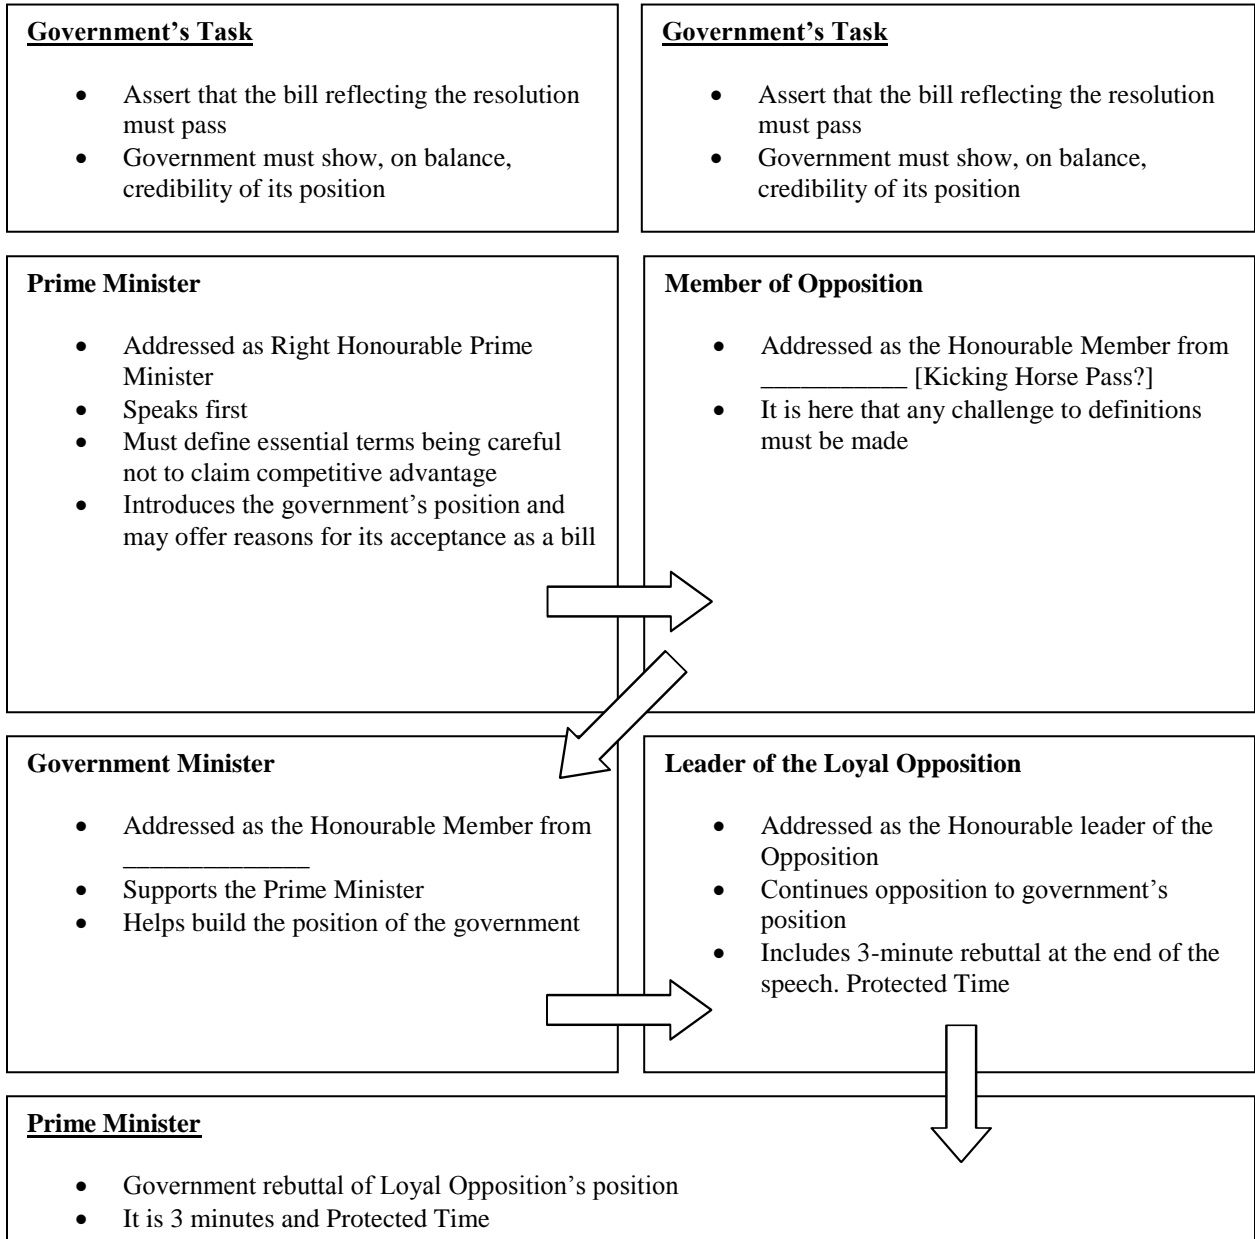 Government’s Task
• Assert that the bill reflecting the resolution
must pass
• Government must show, on balance,
credibility of its position
Government’s Task
• Assert that the bill reflecting the resolution
must pass
• Government must show, on balance,
credibility of its position
Prime Minister
• Addressed as Right Honourable Prime
Minister
• Speaks first
• Must define essential terms being careful
not to claim competitive advantage
• Introduces the government’s position and
may offer reasons for its acceptance as a bill
Member of Opposition
• Addressed as the Honourable Member from
___________ [Kicking Horse Pass?]
• It is here that any challenge to definitions
must be made
Government Minister
• Addressed as the Honourable Member from
______________
• Supports the Prime Minister
• Helps build the position of the government
Leader of the Loyal Opposition
• Addressed as the Honourable leader of the
Opposition
• Continues opposition to government’s
position
• Includes 3-minute rebuttal at the end of the
speech. Protected Time
Prime Minister
• Government rebuttal of Loyal Opposition’s position
• It is 3 minutes and Protected Time